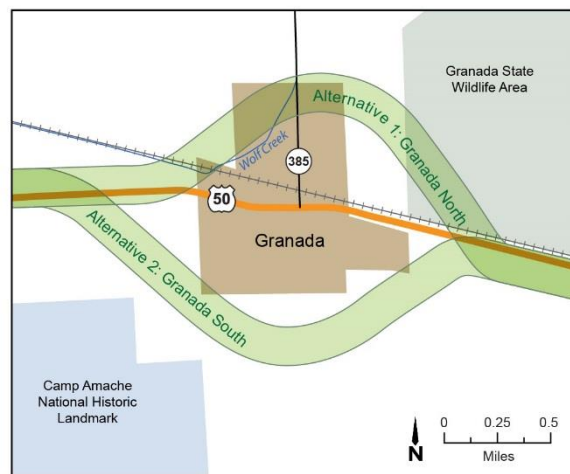 Granada State
Wildlife Area
Alternative 1: Granada North
Wolf Creek
385
50
Granada
Alternative 2: Granada South
Camp Amache
National Historic
Landmark
N
0 0.25 0.5
Miles